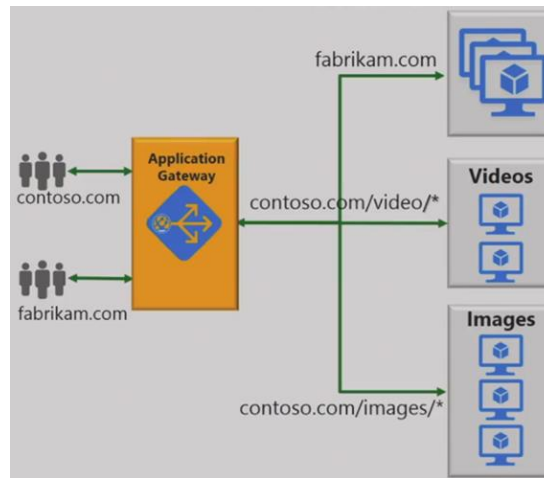 fabrikam.com
Application
Gateway
contoso.com
fabrikam.com
contoso.com/video/*
Videos
Images
contoso.com/images/*